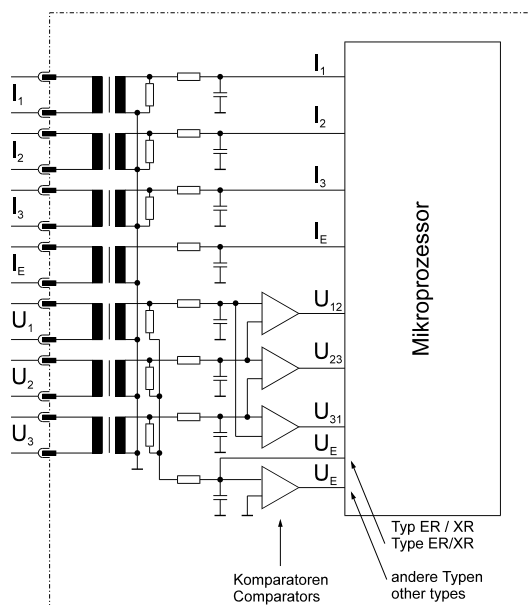 I1
I1
I2
I2
I3
I3
IE
IE
U1
U12
U2
U23
U3
U31
UE
UE
Mikroprozessor
Typ ER / XR
Type ER/XR
Komparatoren
Comparators
andere Typen
other types